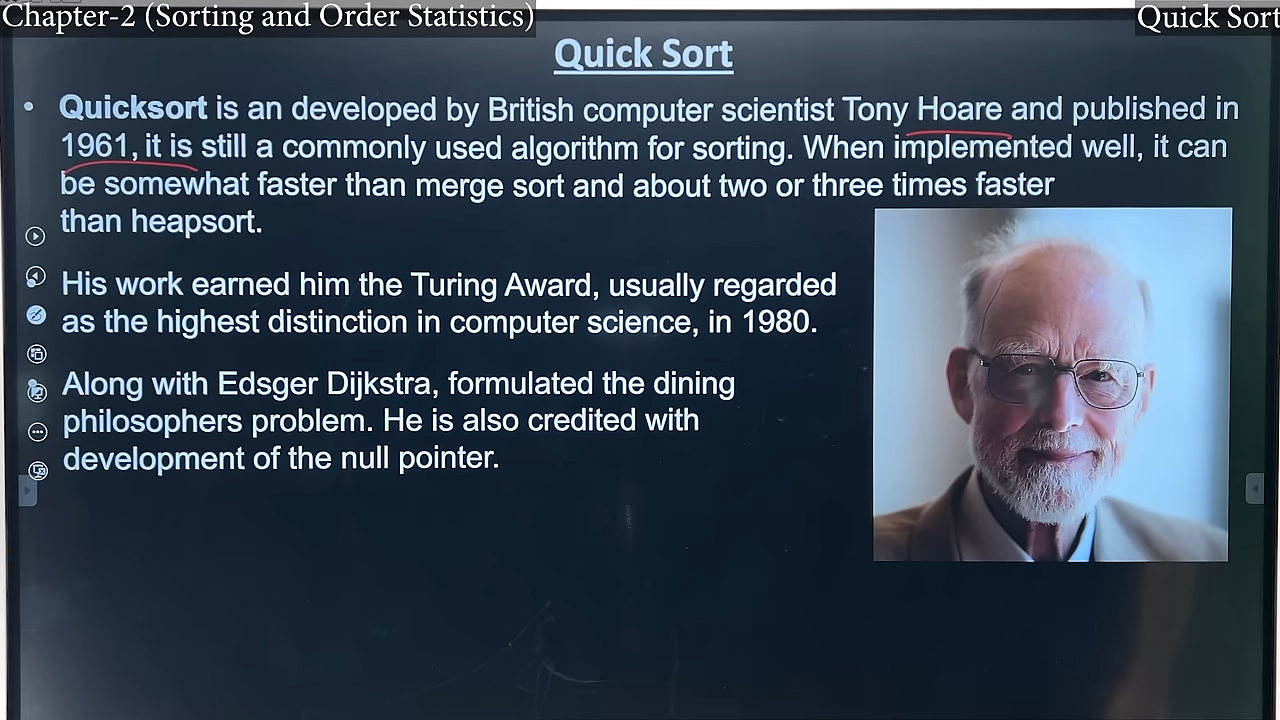 Chapter-2 (Sorting and Order Statistics)
Quick Sort
Quick Sort
• Quicksort is an developed by British computer scientist Tony Hoare and published in
1961, it is still a commonly used algorithm for sorting. When implemented well, it can
be somewhat faster than merge sort and about two or three times faster
than heapsort.
His work earned him the Turing Award, usually regarded
as the highest distinction in computer science, in 1980.
Along with Edsger Dijkstra, formulated the dining
philosophers problem. He is also credited with
development of the null pointer.